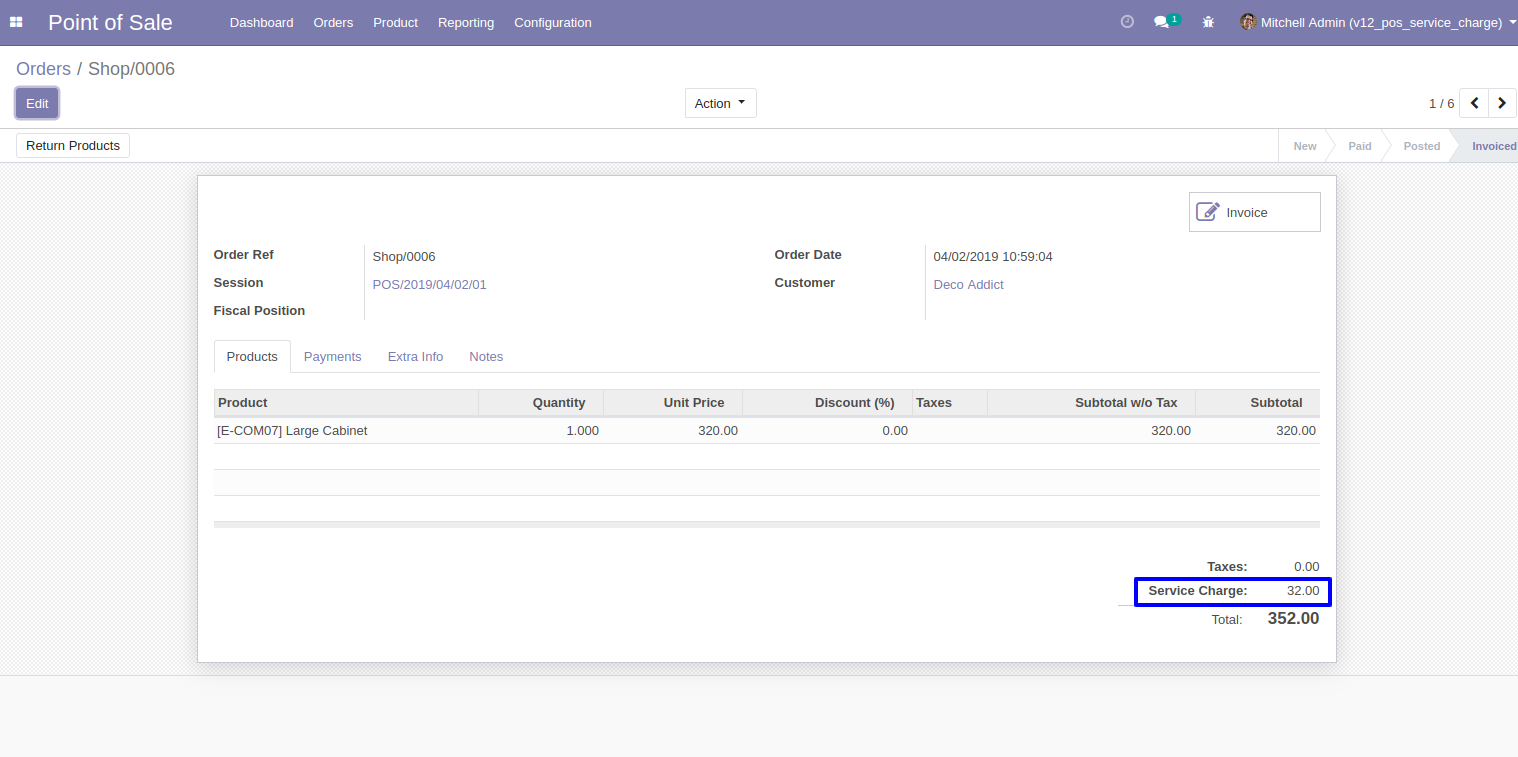 Point of Sale Dashboard Orders Product Reporting Configuration 1 Mitchell Admin (v12_pos_service_charge)
Orders / Shop/0006
Edit Action 1 / 6
Return Products New Paid Posted Invoiced
Invoice
Order Ref Shop/0006 Order Date 04/02/2019 10:59:04
Session POS/2019/04/02/01 Customer Deco Addict
Fiscal Position
Products Payments Extra Info Notes
Product Quantity Unit Price Discount (%) Taxes Subtotal w/o Tax Subtotal
[E-COM07] Large Cabinet 1.000 320.00 0.00 320.00 320.00
Taxes: 0.00
Service Charge: 32.00
Total: 352.00